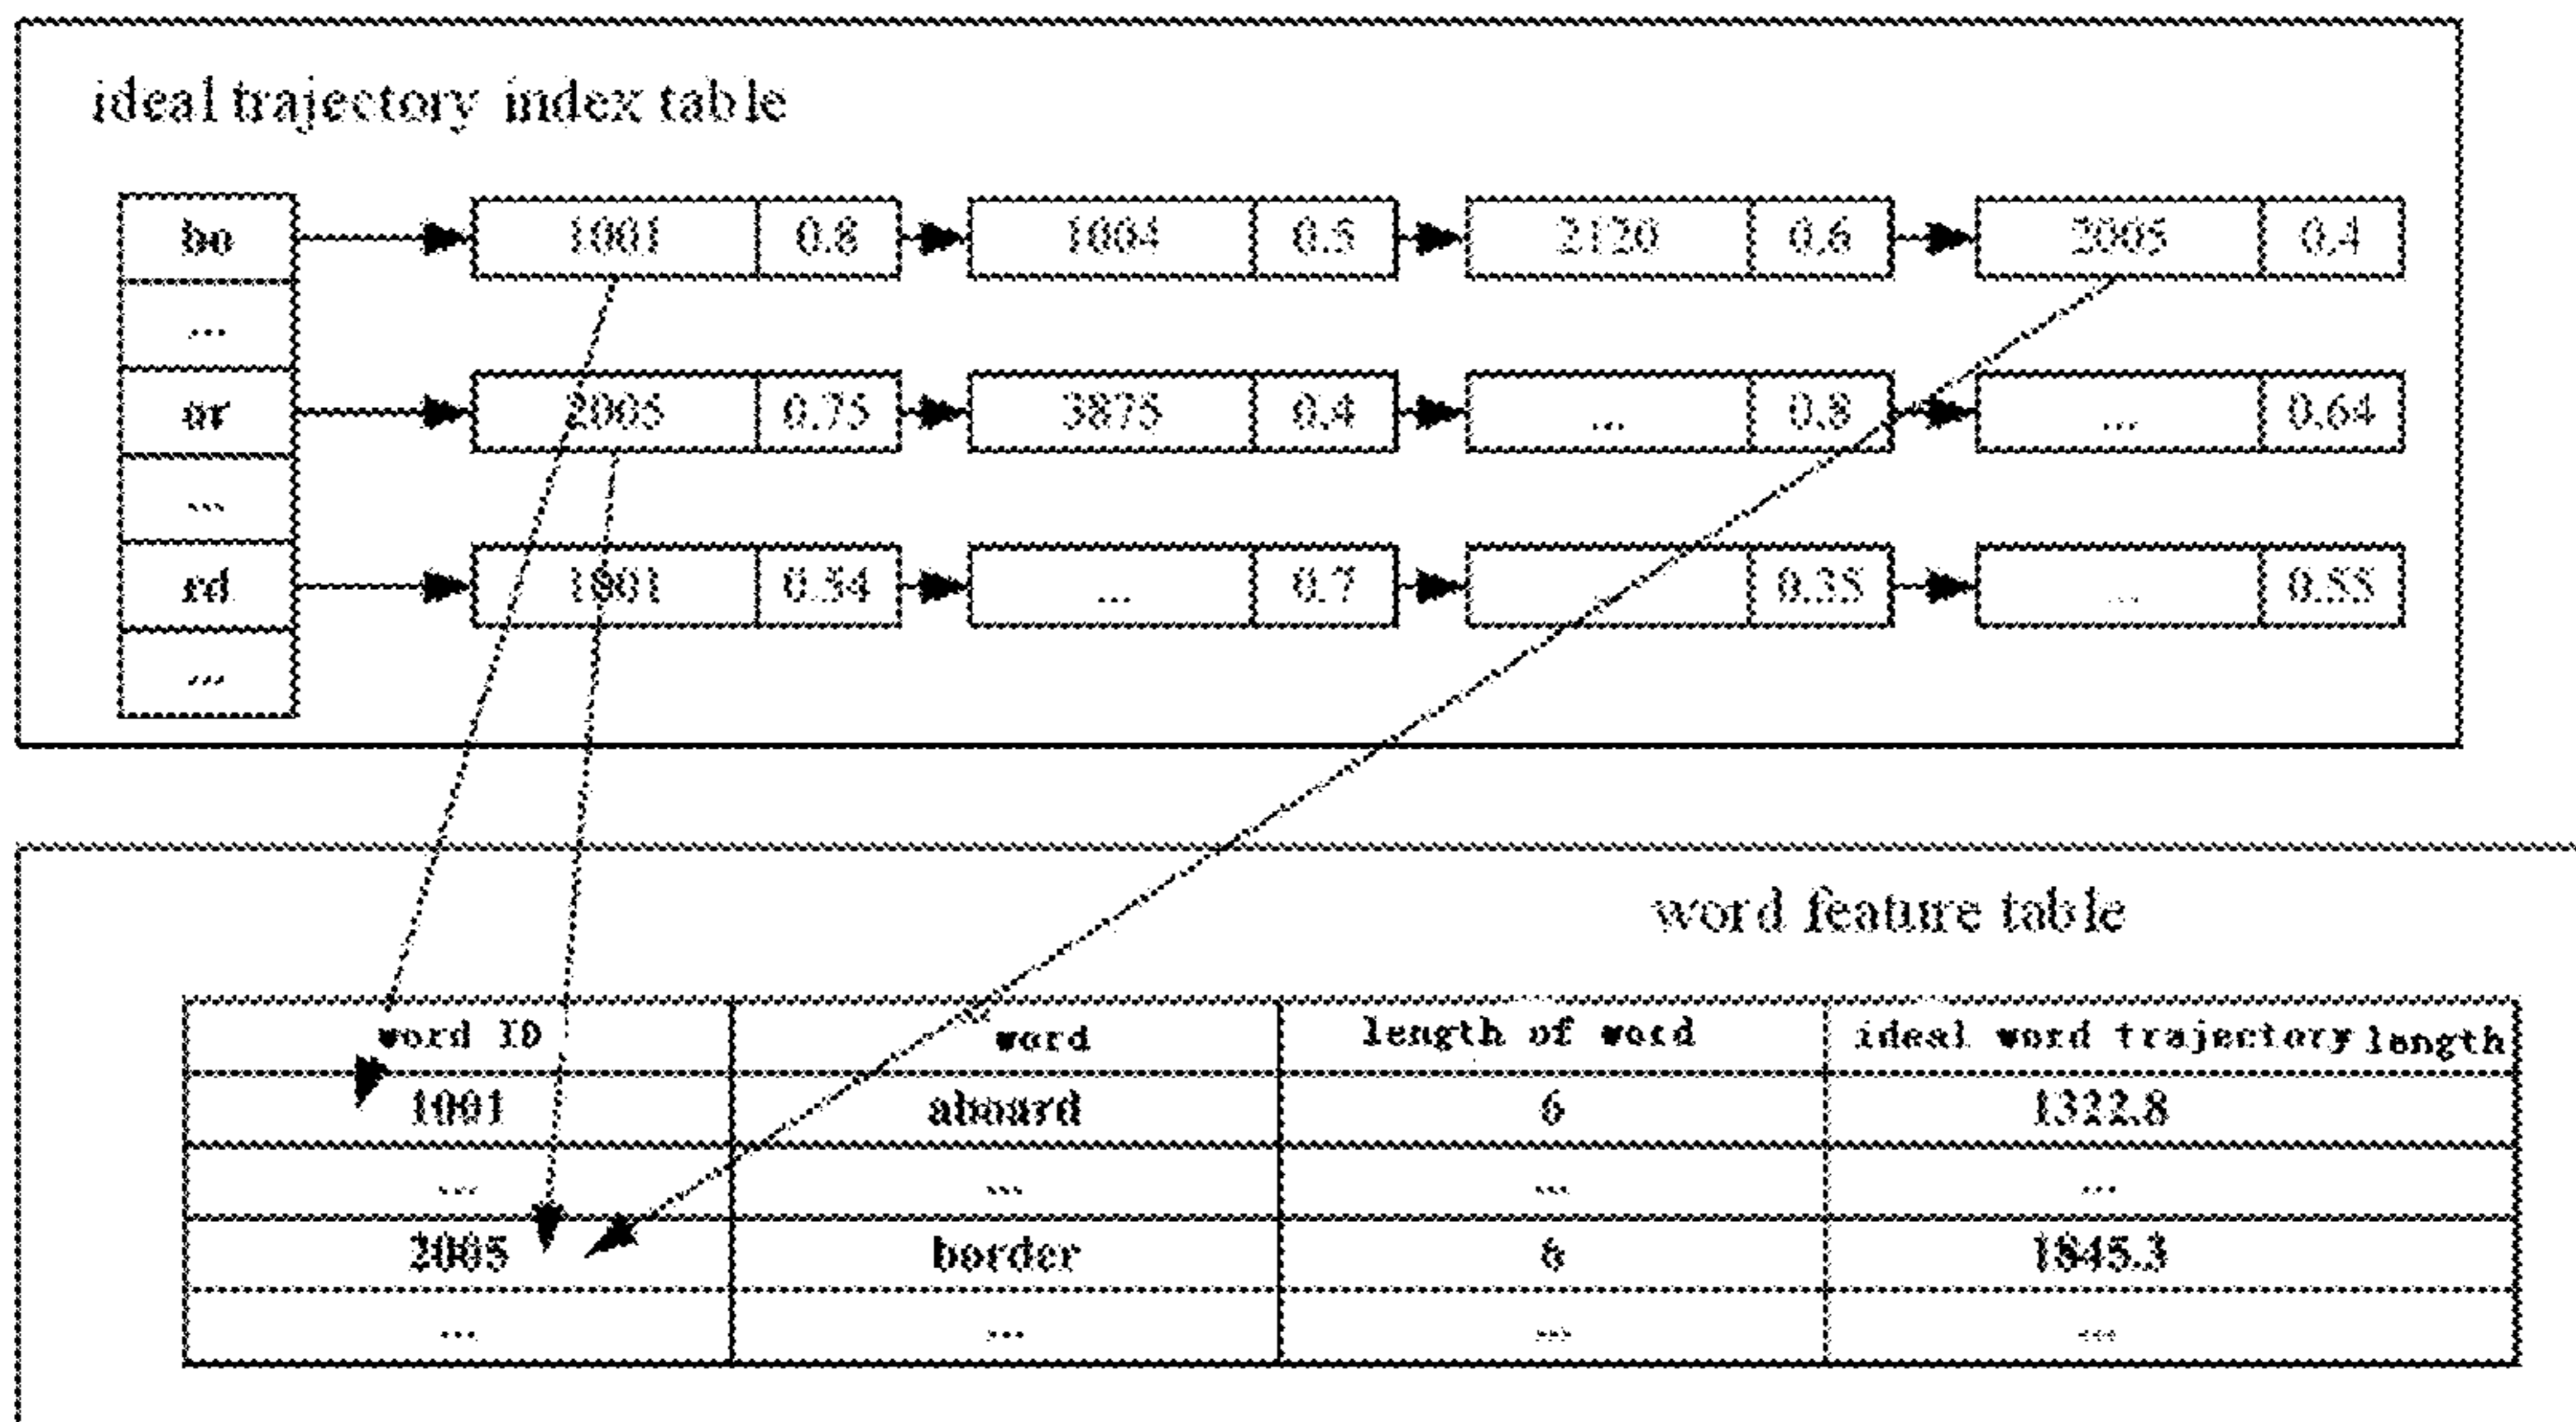 ideal trajectory index table
bo 1001 0.8 1004 0.5 2120 0.6 2005 0.4
...
or 2005 0.75 3875 0.4 ... 0.8 ... 0.64
...
rd 1001 0.54 ... 0.7 ... 0.35 ... 0.55
...
word feature table
word ID word length of word ideal word trajectory length
1001 aboard 6 1322.8
... ... ... ...
2005 border 6 1845.3
... ... ... ...